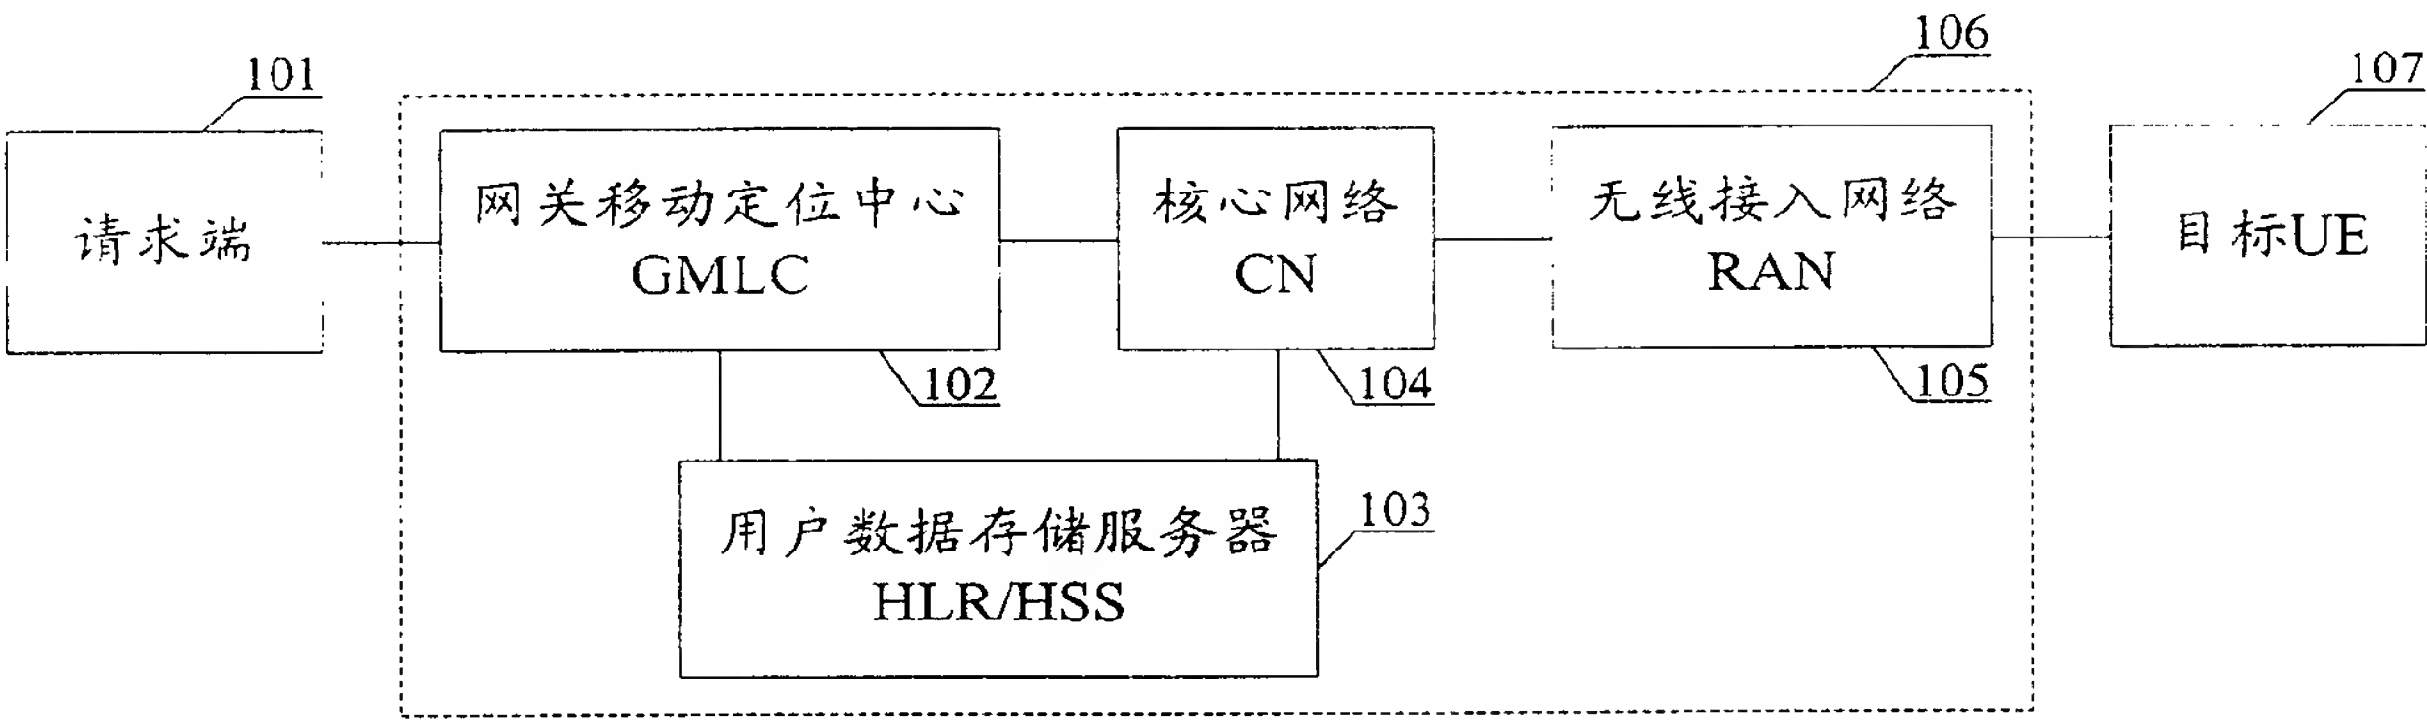 106
107
101
请求端
网关移动定位中心
GMLC
核心网络
CN
无线接入网络
RAN
目标UE
102
104
105
用户数据存储服务器
HLR/HSS
103